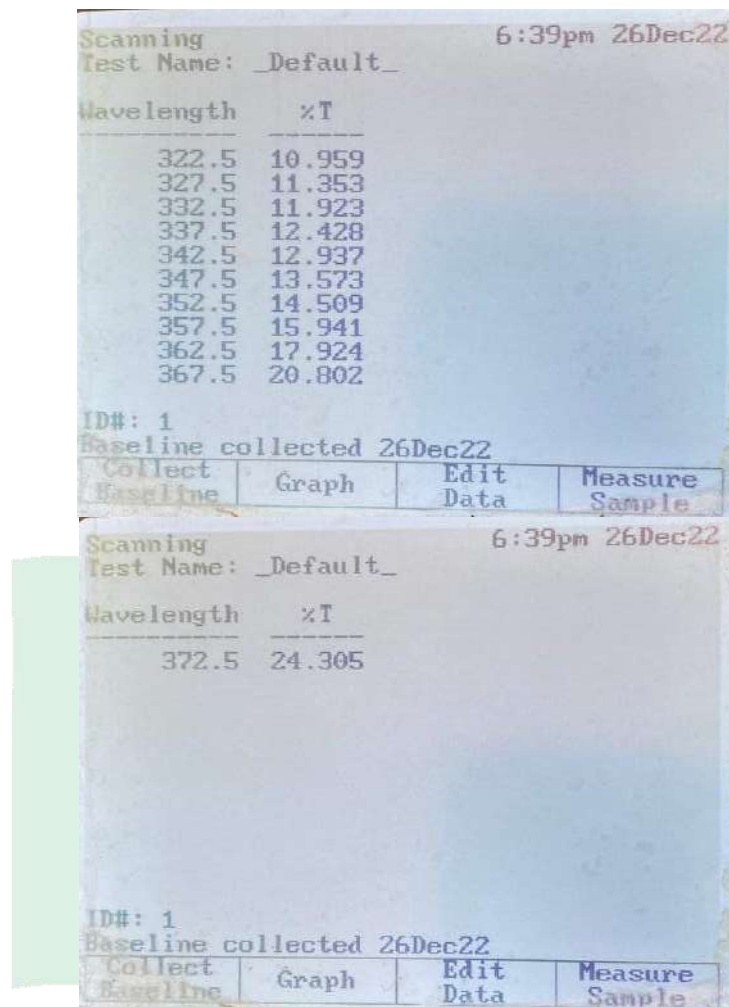 Scanning 6:39pm 26Dec22
Test Name: _Default_
Wavelength %T
322.5 10.959
327.5 11.353
332.5 11.923
337.5 12.428
342.5 12.937
347.5 13.573
352.5 14.509
357.5 15.941
362.5 17.924
367.5 20.802
ID#: 1
Baseline collected 26Dec22
Collect Baseline Graph Edit Data Measure Sample
Scanning 6:39pm 26Dec22
Test Name: _Default_
Wavelength %T
372.5 24.305
ID#: 1
Baseline collected 26Dec22
Collect Baseline Graph Edit Data Measure Sample